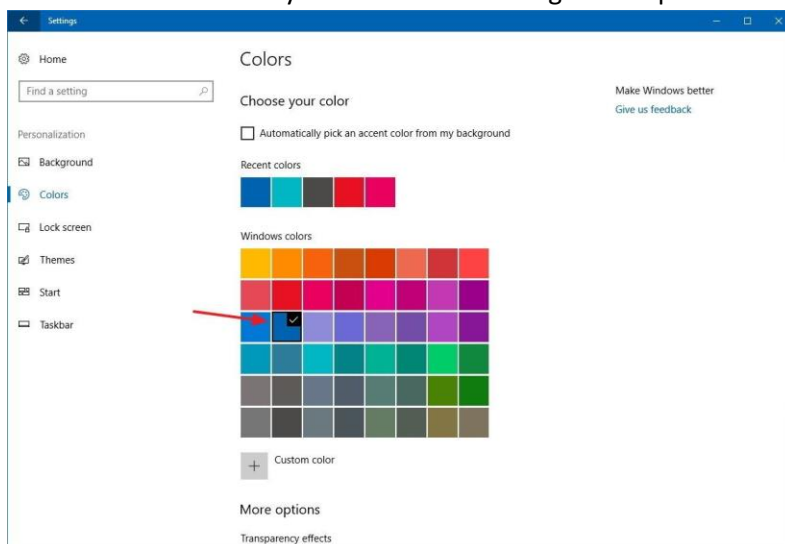 Settings
Home
Find a setting
Personalization
Background
Colors
Lock screen
Themes
Start
Taskbar
Colors
Choose your color
Automatically pick an accent color from my background
Recent colors
Windows colors
Custom color
More options
Transparency effects
Make Windows better
Give us feedback